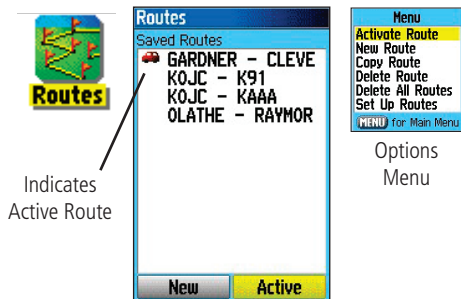 Routes
Indicates
Active Route
Routes
Saved Routes
GARDNER – CLEVE
KOJC – K91
KOJC – KAAA
OLATHE – RAYMOR
New Active
Menu
Activate Route
New Route
Copy Route
Delete Route
Delete All Routes
Set Up Routes
MENU for Main Menu
Options
Menu